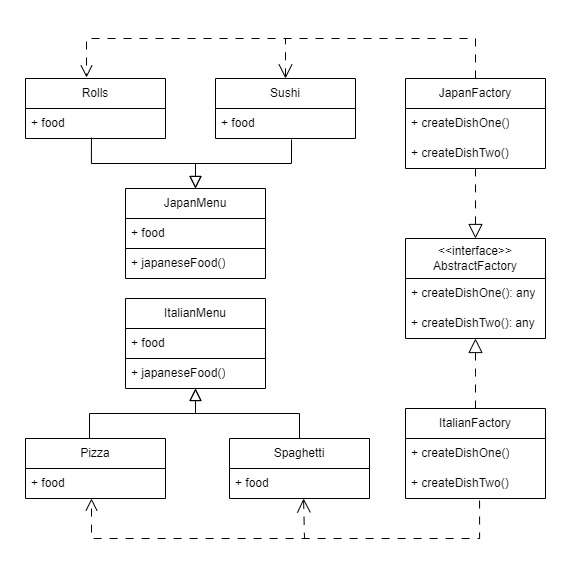 Rolls
+ food
Sushi
+ food
JapanFactory
+ createDishOne()
+ createDishTwo()
JapanMenu
+ food
+ japaneseFood()
<<interface>>
AbstractFactory
+ createDishOne(): any
+ createDishTwo(): any
ItalianMenu
+ food
+ japaneseFood()
Pizza
+ food
Spaghetti
+ food
ItalianFactory
+ createDishOne()
+ createDishTwo()